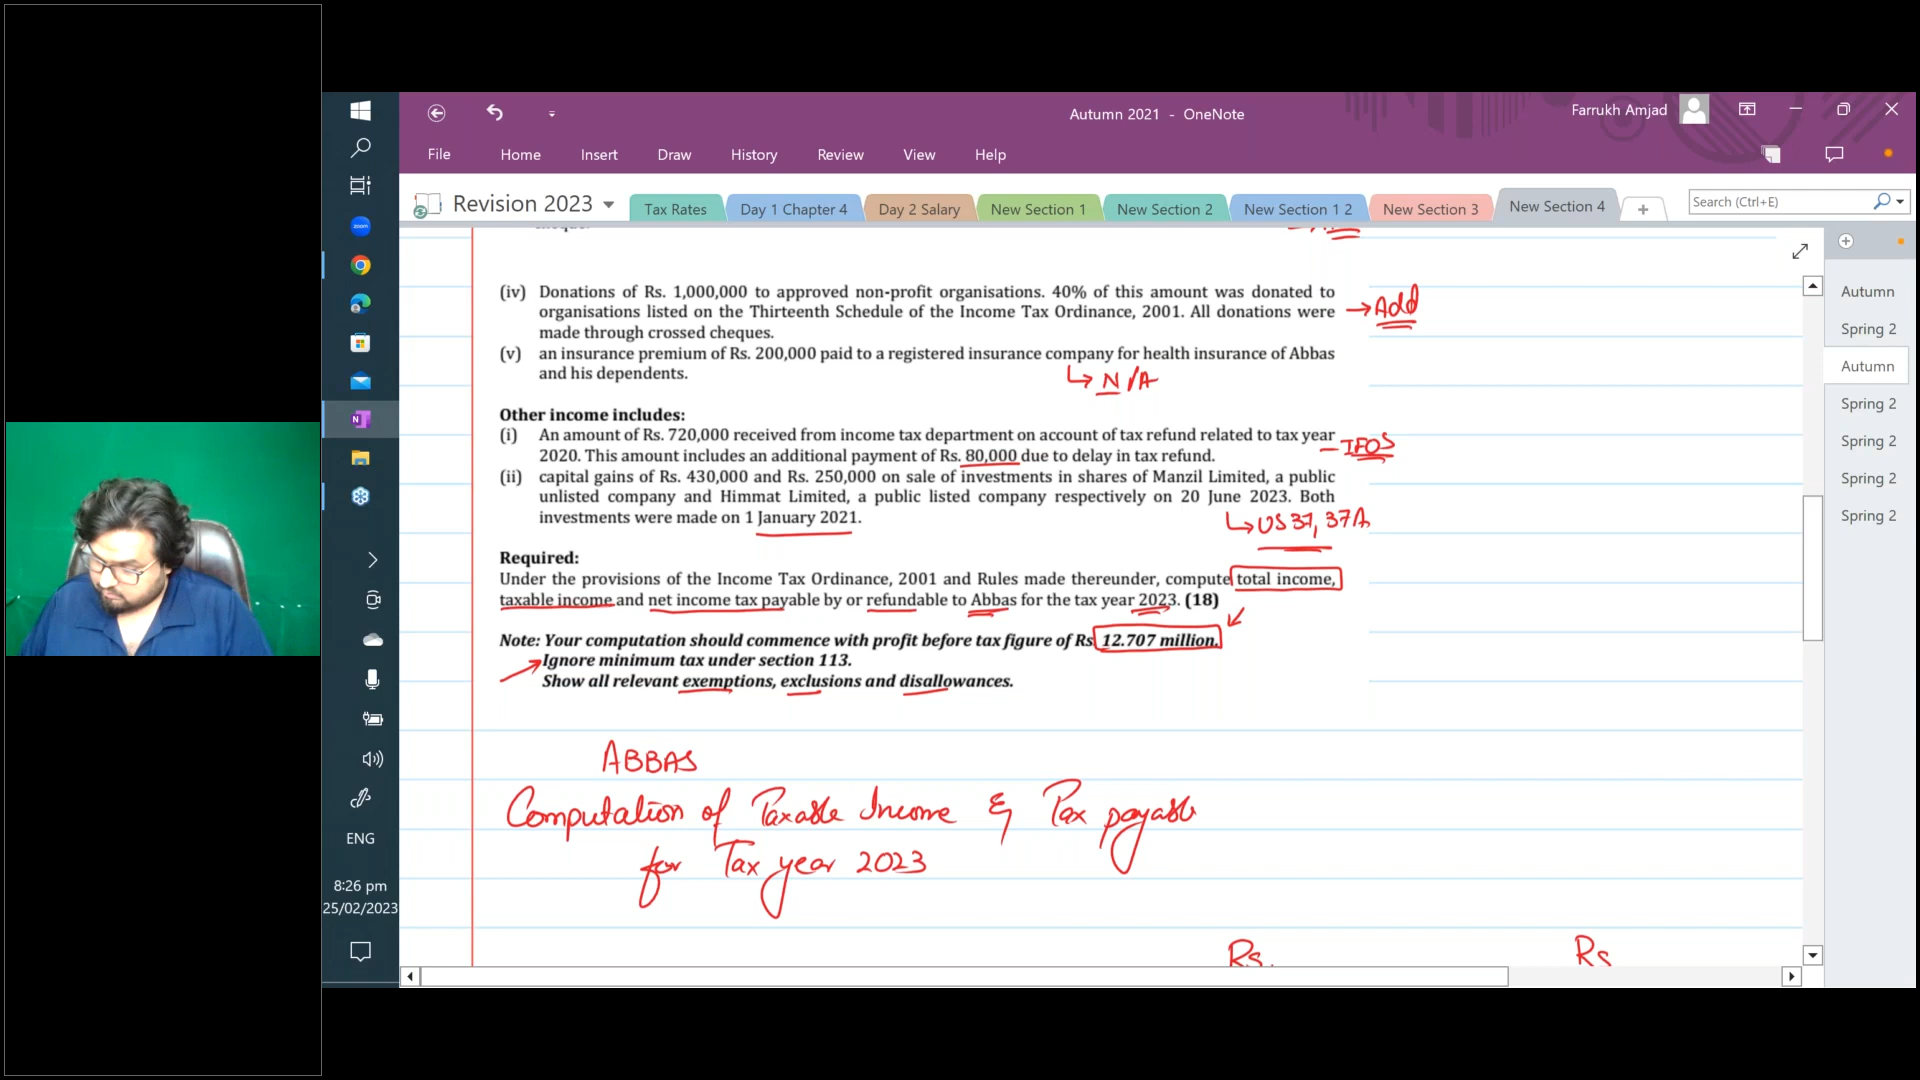 Autumn 2021 - OneNote
Farrukh Amjad
File Home Insert Draw History Review View Help
Revision 2023
Tax Rates Day 1 Chapter 4 Day 2 Salary New Section 1 New Section 2 New Section 1 2 New Section 3 New Section 4
Search (Ctrl+E)
(iv) Donations of Rs. 1,000,000 to approved non-profit organisations. 40% of this amount was donated to
organisations listed on the Thirteenth Schedule of the Income Tax Ordinance, 2001. All donations were
made through crossed cheques.
→ Add
(v) an insurance premium of Rs. 200,000 paid to a registered insurance company for health insurance of Abbas
and his dependents.
↳ N/A
Other income includes:
(i) An amount of Rs. 720,000 received from income tax department on account of tax refund related to tax year
2020. This amount includes an additional payment of Rs. 80,000 due to delay in tax refund.
- IFOS
(ii) capital gains of Rs. 430,000 and Rs. 250,000 on sale of investments in shares of Manzil Limited, a public
unlisted company and Himmat Limited, a public listed company respectively on 20 June 2023. Both
investments were made on 1 January 2021.
↳ US 37, 37A
Required:
Under the provisions of the Income Tax Ordinance, 2001 and Rules made thereunder, compute total income,
taxable income and net income tax payable by or refundable to Abbas for the tax year 2023. (18)
Note: Your computation should commence with profit before tax figure of Rs 12.707 million.
Ignore minimum tax under section 113.
Show all relevant exemptions, exclusions and disallowances.
ABBAS
Computation of Taxable Income & Tax payable
for Tax year 2023
Rs. Rs
Autumn
Spring 2
Autumn
Spring 2
Spring 2
Spring 2
Spring 2
zoom
N
ENG
8:26 pm
25/02/2023